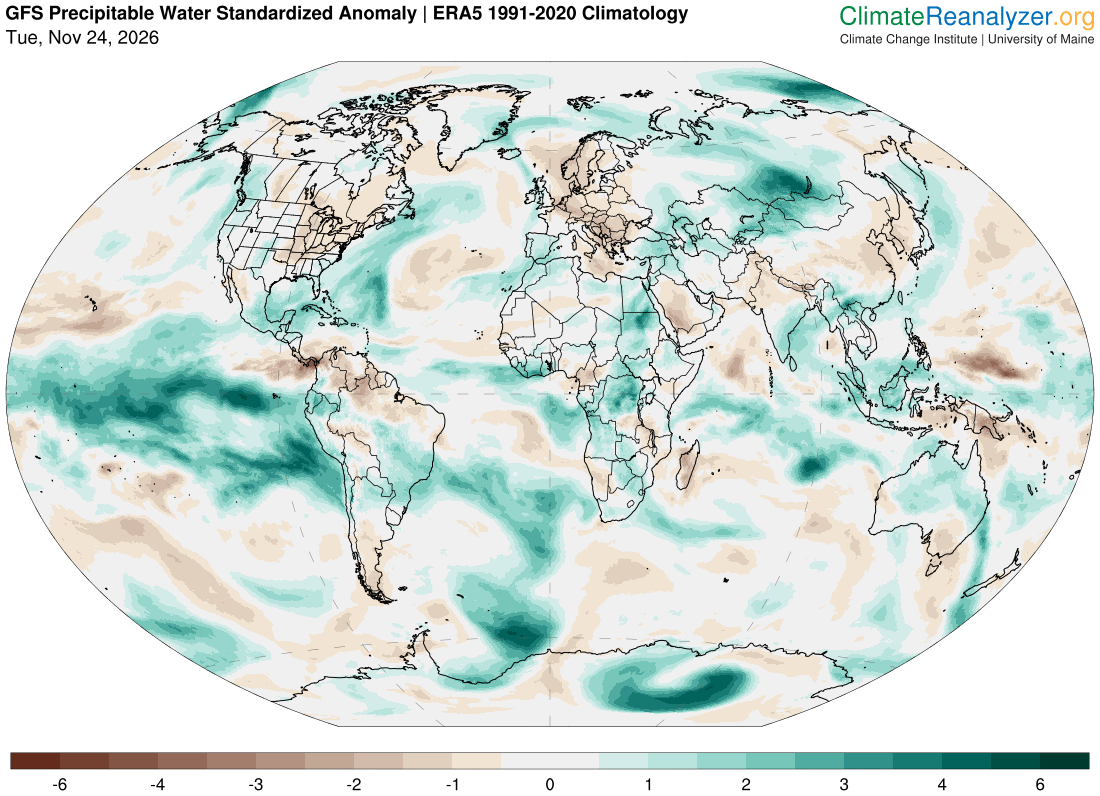 GFS Precipitable Water Standardized Anomaly | ERA5 1991-2020 Climatology
Tue, Nov 24, 2026
ClimateReanalyzer.org
Climate Change Institute | University of Maine
-6 -4 -3 -2 -1 0 1 2 3 4 6